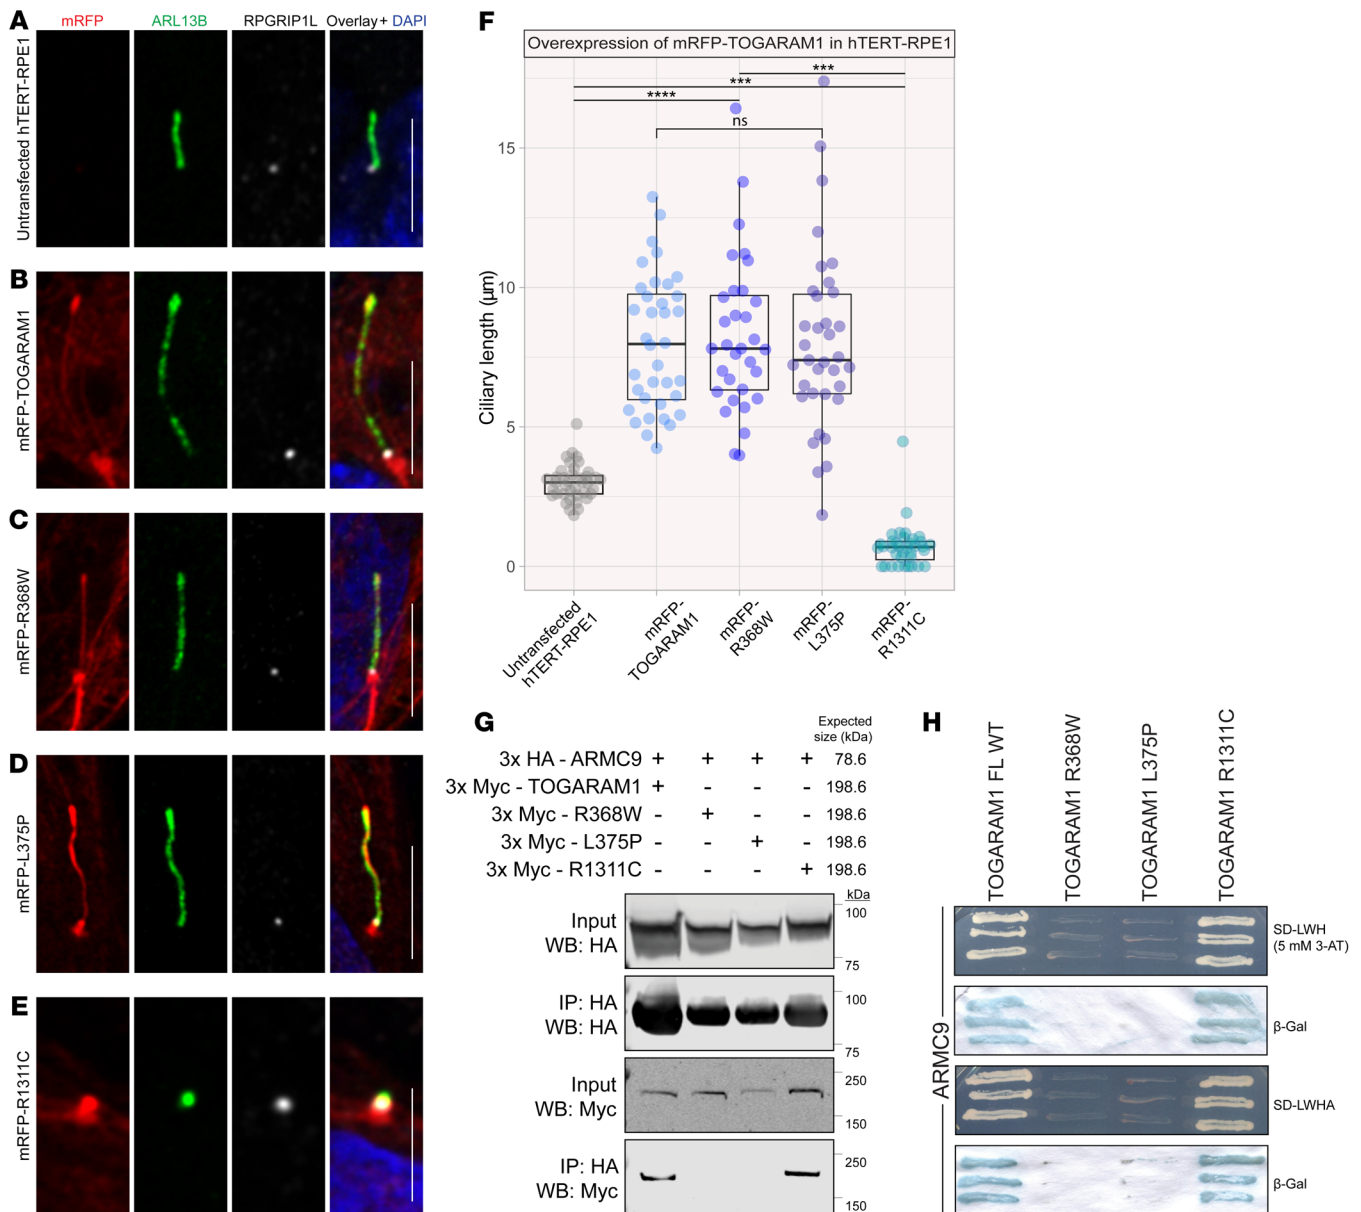 A
mRFP ARL13B RPGRIP1L Overlay+ DAPI
Untransfected hTERT-RPE1
B
mRFP-TOGARAM1
C
mRFP-R368W
D
mRFP-L375P
E
mRFP-R1311C
F
Overexpression of mRFP-TOGARAM1 in hTERT-RPE1
***
***
****
ns
Ciliary length (µm)
15
10
5
0
Untransfected
hTERT-RPE1
mRFP-
TOGARAM1
mRFP-
R368W
mRFP-
L375P
mRFP-
R1311C
G
Expected
size (kDa)
3x HA - ARMC9 + + + + 78.6
3x Myc - TOGARAM1 + - - - 198.6
3x Myc - R368W - + - - 198.6
3x Myc - L375P - - + - 198.6
3x Myc - R1311C - - - + 198.6
kDa
Input
WB: HA
100
75
IP: HA
WB: HA
100
75
Input
WB: Myc
250
150
IP: HA
WB: Myc
250
150
H
TOGARAM1 FL WT
TOGARAM1 R368W
TOGARAM1 L375P
TOGARAM1 R1311C
ARMC9
SD-LWH
(5 mM 3-AT)
β-Gal
SD-LWHA
β-Gal